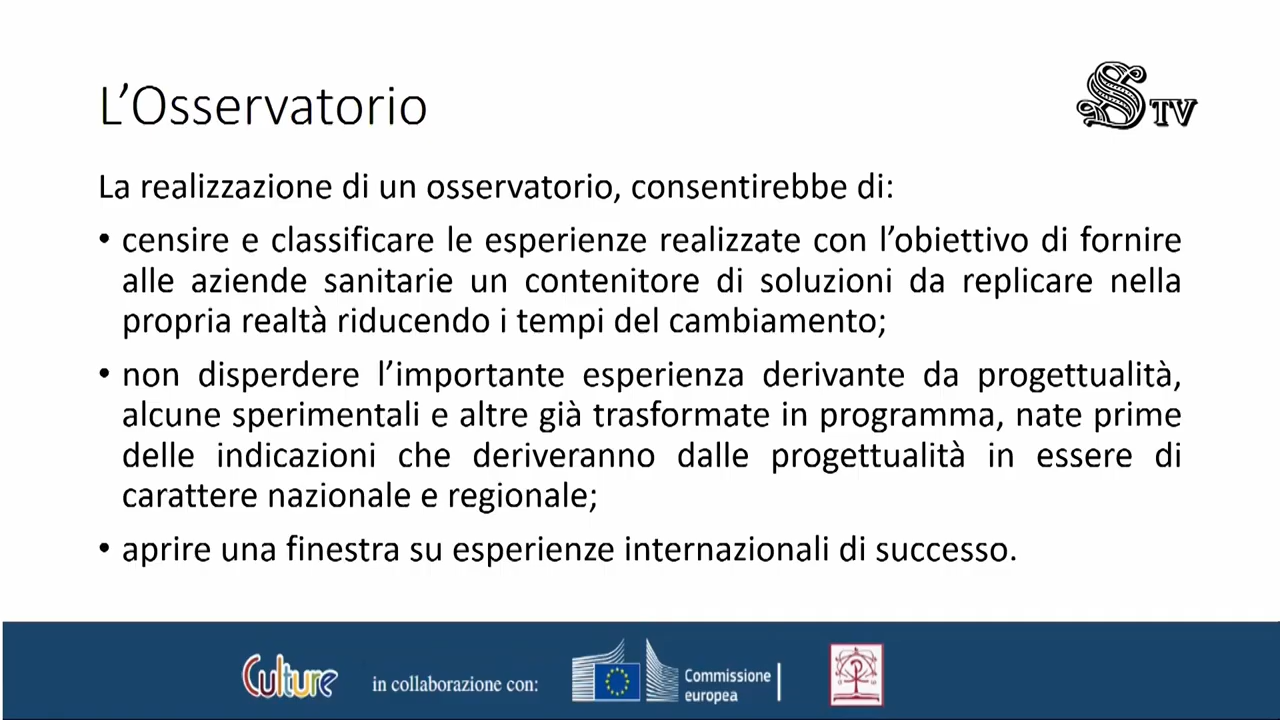 L’Osservatorio
STV
La realizzazione di un osservatorio, consentirebbe di:
• censire e classificare le esperienze realizzate con l’obiettivo di fornire
alle aziende sanitarie un contenitore di soluzioni da replicare nella
propria realtà riducendo i tempi del cambiamento;
• non disperdere l’importante esperienza derivante da progettualità,
alcune sperimentali e altre già trasformate in programma, nate prime
delle indicazioni che deriveranno dalle progettualità in essere di
carattere nazionale e regionale;
• aprire una finestra su esperienze internazionali di successo.
Culture
in collaborazione con:
Commissione
europea